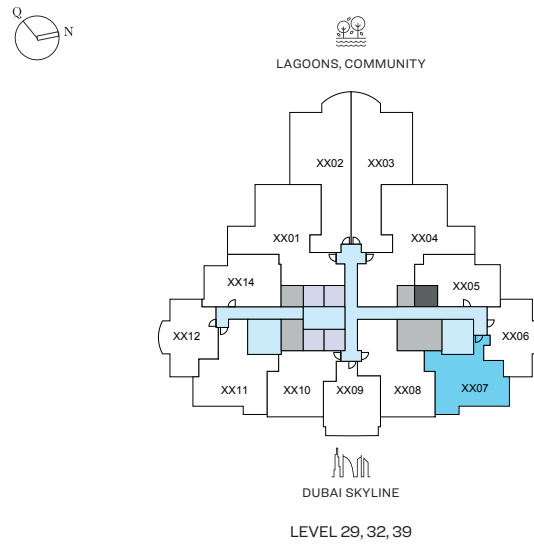 Q
N
LAGOONS, COMMUNITY
XX02
XX03
XX01
XX04
XX14
XX05
XX12
XX06
XX11
XX10
XX09
XX08
XX07
DUBAI SKYLINE
LEVEL 29, 32, 39